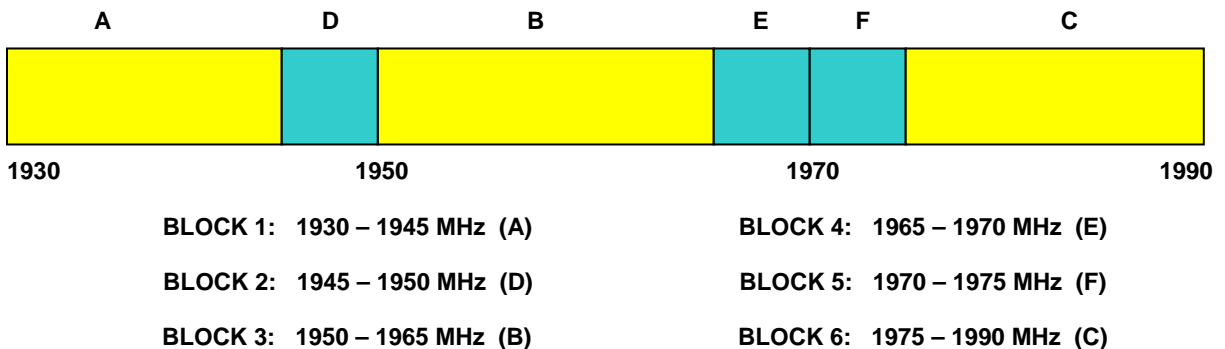 A D B E F C
1930 1950 1970 1990
BLOCK 1: 1930 – 1945 MHz (A) BLOCK 4: 1965 – 1970 MHz (E)
BLOCK 2: 1945 – 1950 MHz (D) BLOCK 5: 1970 – 1975 MHz (F)
BLOCK 3: 1950 – 1965 MHz (B) BLOCK 6: 1975 – 1990 MHz (C)